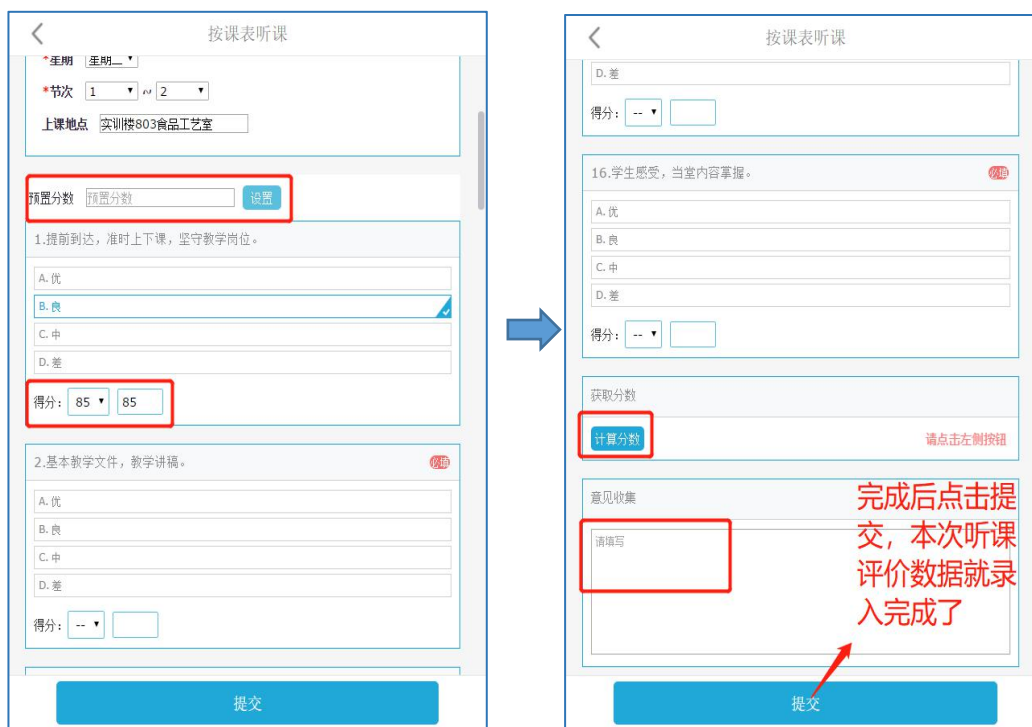 按课表听课
*星期 星期二
*节次 1 ~ 2
上课地点 实训楼803食品工艺室
预置分数 预置分数 设置
1.提前到达，准时上下课，坚守教学岗位。
A. 优
B. 良
C. 中
D. 差
得分： 85 85
2.基本教学文件，教学讲稿。 必填
A. 优
B. 良
C. 中
D. 差
得分： --
提交
按课表听课
D. 差
得分： --
16.学生感受，当堂内容掌握。 必填
A. 优
B. 良
C. 中
D. 差
得分： --
获取分数
计算分数 请点击左侧按钮
意见收集
请填写
完成后点击提
交，本次听课
评价数据就录
入完成了
提交